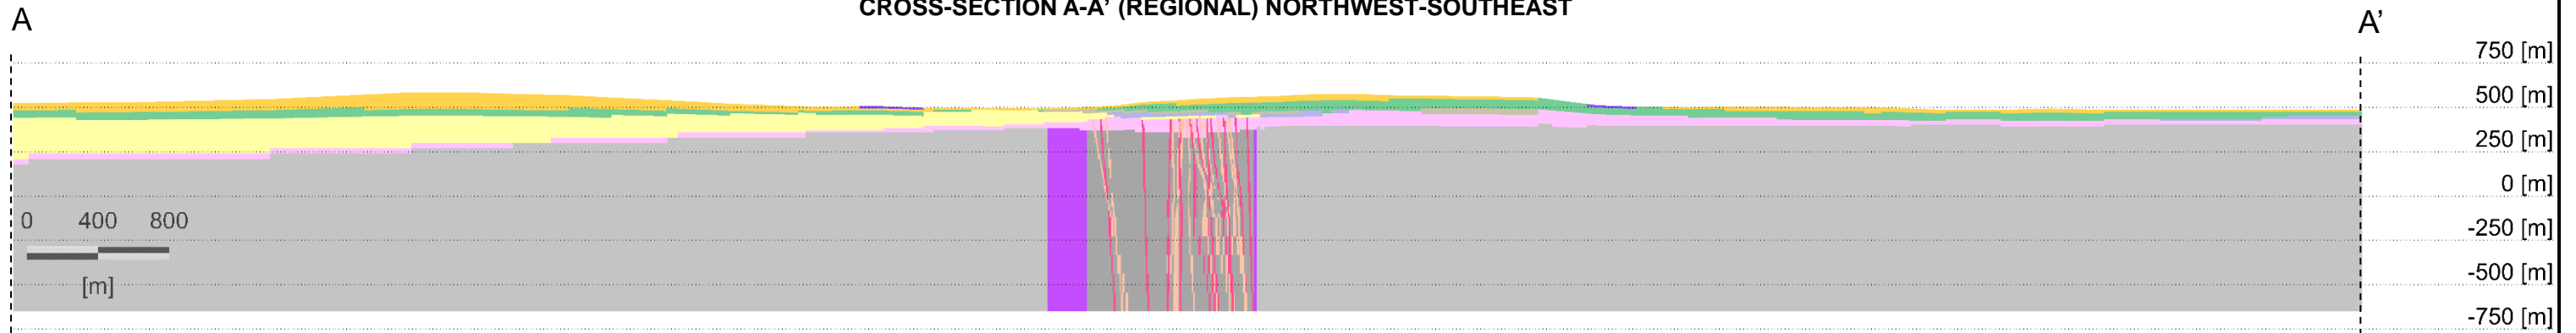 CROSS-SECTION A-A’ (REGIONAL) NORTHWEST-SOUTHEAST
A A’
750 [m]
500 [m]
250 [m]
0 [m]
0 400 800
-250 [m]
[m]
-500 [m]
-750 [m]